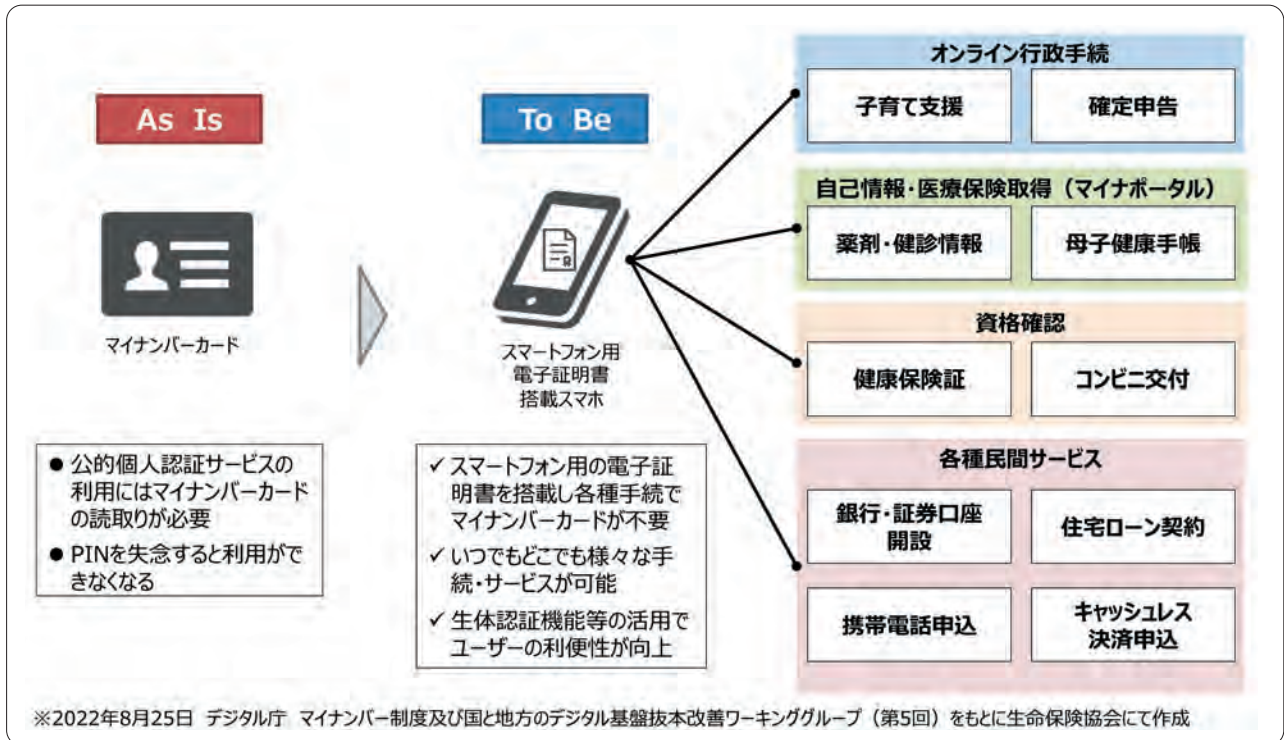 As Is
マイナンバーカード
● 公的個人認証サービスの
利用にはマイナンバーカード
の読取りが必要
● PINを失念すると利用がで
きなくなる
To Be
スマートフォン用
電子証明書
搭載スマホ
✓ スマートフォン用の電子証
明書を搭載し各種手続で
マイナンバーカードが不要
✓ いつでもどこでも様々な手
続・サービスが可能
✓ 生体認証機能等の活用で
ユーザーの利便性が向上
オンライン行政手続
子育て支援
確定申告
自己情報・医療保険取得（マイナポータル）
薬剤・健診情報
母子健康手帳
資格確認
健康保険証
コンビニ交付
各種民間サービス
銀行・証券口座
開設
住宅ローン契約
携帯電話申込
キャッシュレス
決済申込
※2022年8月25日 デジタル庁 マイナンバー制度及び国と地方のデジタル基盤抜本改善ワーキンググループ（第5回）をもとに生命保険協会にて作成